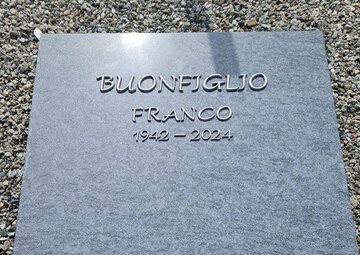 BUONFIGLIO
FRANCO
1942 – 2024